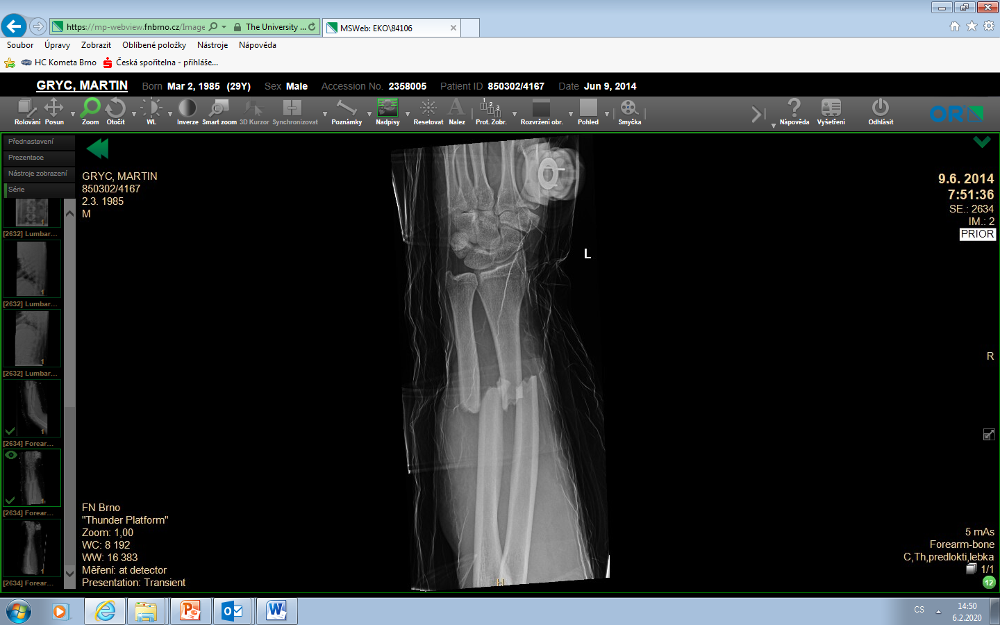 https://mp-webview.fnbrno.cz/Image
The University ...
MSWeb: EKO\84106
Soubor Úpravy Zobrazit Oblíbené položky Nástroje Nápověda
HC Kometa Brno Česká spořitelna - přihláše...
GRYC, MARTIN Born Mar 2, 1985 (29Y) Sex Male Accession No. 2358005 Patient ID 850302/4167 Date Jun 9, 2014
Rolování Posun Zoom Otočit WL Inverze Smart zoom 3D Kurzor Synchronizovat Poznámky Nadpisy Resetovat Nalez Prot. Zobr. Rozvržení obr. Pohled Smyčka Nápověda Vyšetření Odhlásit
OR
Přednastavení
Prezentace
Nástroje zobrazení
Série
1
[2632] Lumbar...
1
[2632] Lumbar...
1
[2632] Lumbar...
1
[2634] Forear...
1
[2634] Forear...
1
[2634] Forear...
GRYC, MARTIN
850302/4167
2.3. 1985
M
L
9.6. 2014
7:51:36
SE.: 2634
IM.: 2
PRIOR
R
FN Brno
"Thunder Platform"
Zoom: 1,00
WC: 8 192
WW: 16 383
Měření: at detector
Presentation: Transient
H
5 mAs
Forearm-bone
C,Th,predlokti,lebka
1/1
12
CS
14:50
6.2.2020